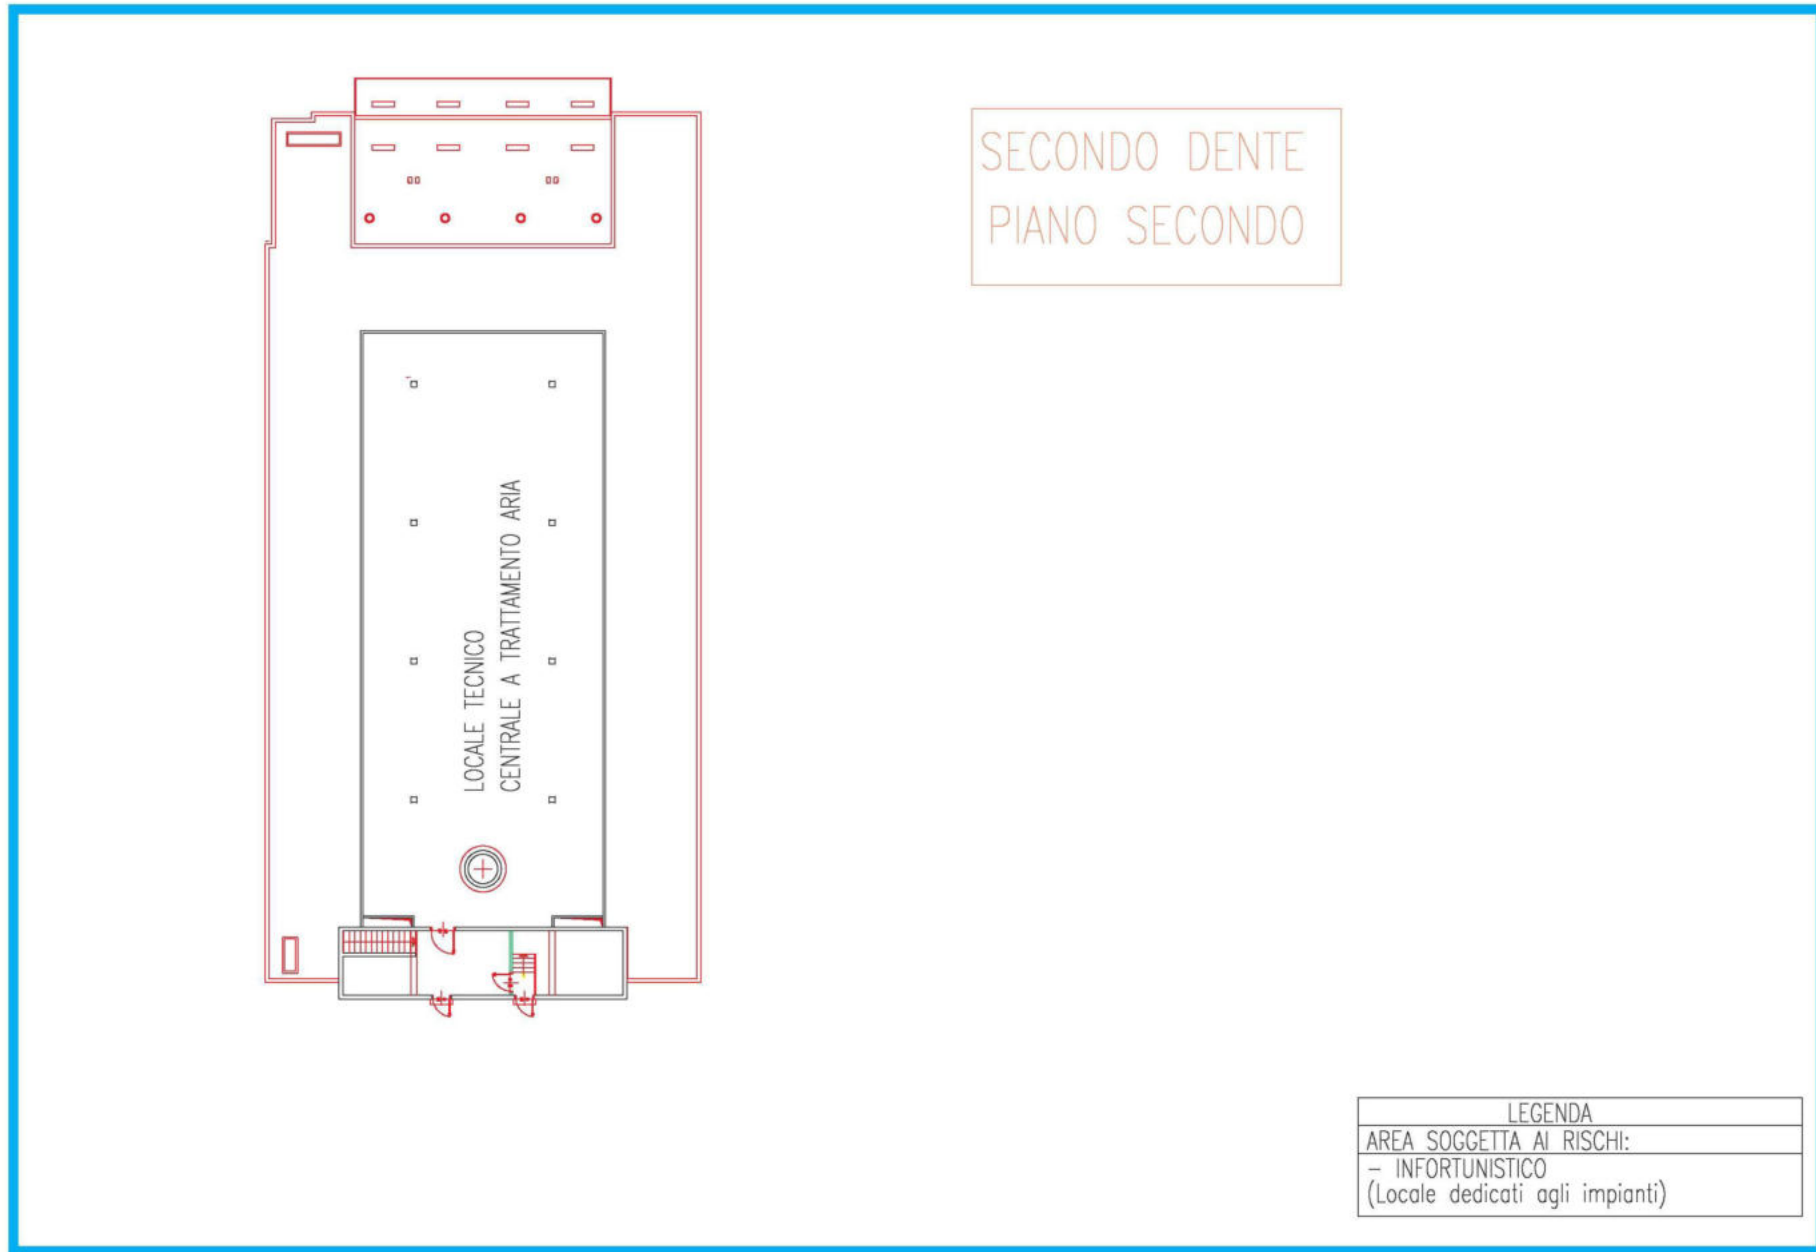 SECONDO DENTE
PIANO SECONDO
LOCALE TECNICO
CENTRALE A TRATTAMENTO ARIA
LEGENDA
AREA SOGGETTA AI RISCHI:
- INFORTUNISTICO
(Locale dedicati agli impianti)